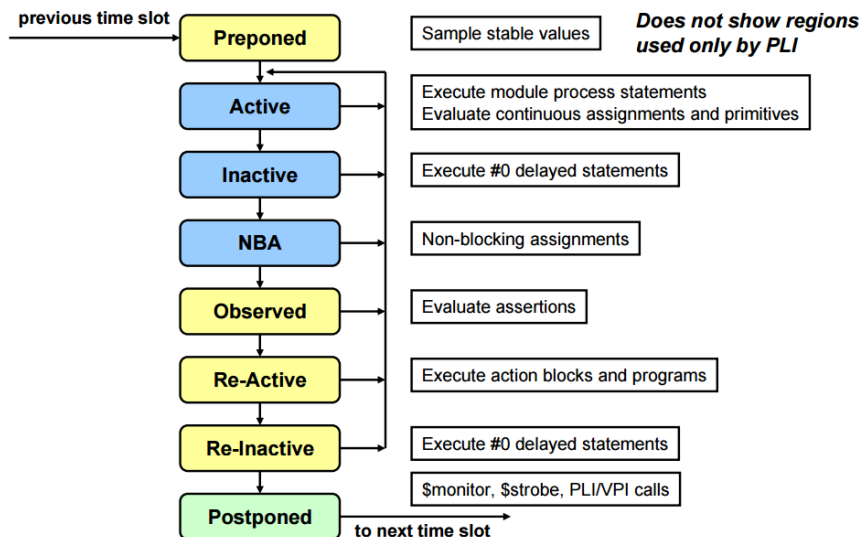 previous time slot
Preponed
Sample stable values
Does not show regions
used only by PLI
Active
Execute module process statements
Evaluate continuous assignments and primitives
Inactive
Execute #0 delayed statements
NBA
Non-blocking assignments
Observed
Evaluate assertions
Re-Active
Execute action blocks and programs
Re-Inactive
Execute #0 delayed statements
$monitor, $strobe, PLI/VPI calls
Postponed
to next time slot